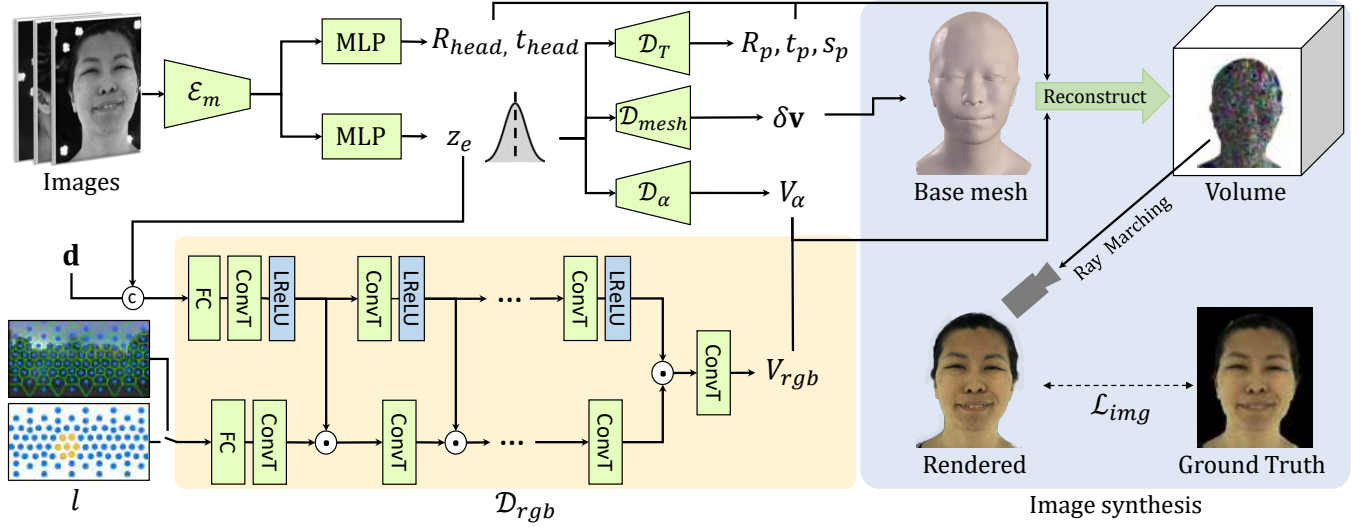 Images
ℰ_m
MLP
MLP
R_head, t_head
z_e
𝒟_T
𝒟_mesh
𝒟_α
R_p, t_p, s_p
δv
V_α
Base mesh
Reconstruct
Volume
Ray Marching
d
c
FC
ConvT
LReLU
ConvT
LReLU
...
ConvT
LReLU
FC
ConvT
ConvT
...
ConvT
ConvT
V_rgb
l
𝒟_rgb
ℒ_img
Rendered
Ground Truth
Image synthesis